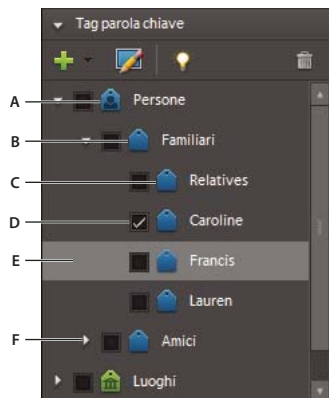 Tag parola chiave
A Persone
B Familiari
C Relatives
D Caroline
E Francis
Lauren
F Amici
Luoghi